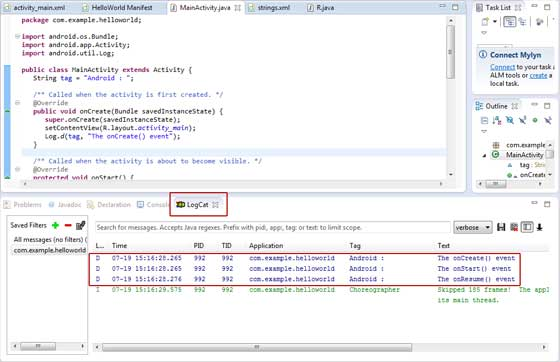 activity_main.xml
HelloWorld Manifest
MainActivity.java
strings.xml
R.java
package com.example.helloworld;
import android.os.Bundle;
import android.app.Activity;
import android.util.Log;
public class MainActivity extends Activity {
String tag = "Android : ";
/** Called when the activity is first created. */
@Override
public void onCreate(Bundle savedInstanceState) {
super.onCreate(savedInstanceState);
setContentView(R.layout.activity_main);
Log.d(tag, "The onCreate() event");
}
/** Called when the activity is about to become visible. */
@Override
protected void onStart() {
Task List
Connect Mylyn
Connect to your task a
ALM tools or create a
local task.
Outline
com.example
MainActivity
tag : Strin
onCreat
Problems
Javadoc
Declaration
Console
LogCat
Saved Filters
All messages (no filters) (
com.example.helloworld
Search for messages. Accepts Java regexes. Prefix with pid:, app:, tag: or text: to limit scope.
verbose
L... Time PID TID Application Tag Text
D 07-19 15:16:28.265 992 992 com.example.helloworld Android : The onCreate() event
D 07-19 15:16:28.265 992 992 com.example.helloworld Android : The onStart() event
D 07-19 15:16:28.276 992 992 com.example.helloworld Android : The onResume() event
I 07-19 15:16:29.575 992 992 com.example.helloworld Choreographer Skipped 185 frames! The appl
its main thread.